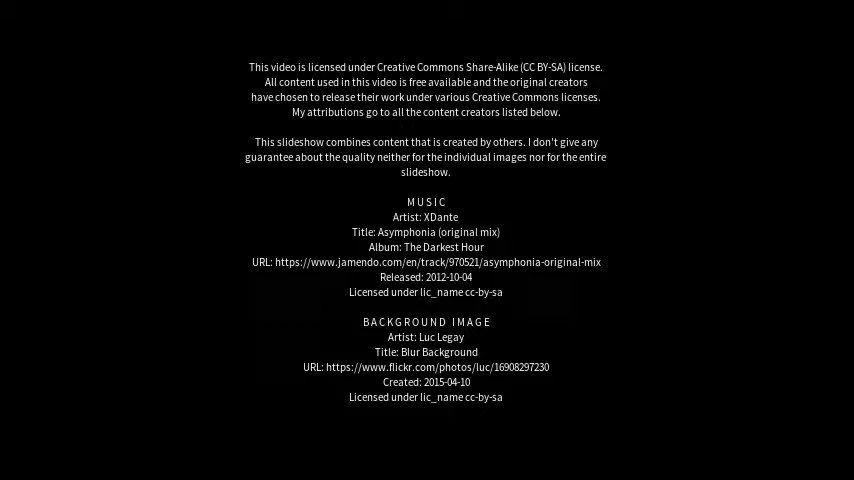 This video is licensed under Creative Commons Share-Alike (CC BY-SA) license.
All content used in this video is free available and the original creators
have chosen to release their work under various Creative Commons licenses.
My attributions go to all the content creators listed below.
This slideshow combines content that is created by others. I don't give any
guarantee about the quality neither for the individual images nor for the entire
slideshow.
MUSIC
Artist: XDante
Title: Asymphonia (original mix)
Album: The Darkest Hour
URL: https://www.jamendo.com/en/track/970521/asymphonia-original-mix
Released: 2012-10-04
Licensed under lic_name cc-by-sa
BACKGROUND IMAGE
Artist: Luc Legay
Title: Blur Background
URL: https://www.flickr.com/photos/luc/16908297230
Created: 2015-04-10
Licensed under lic_name cc-by-sa